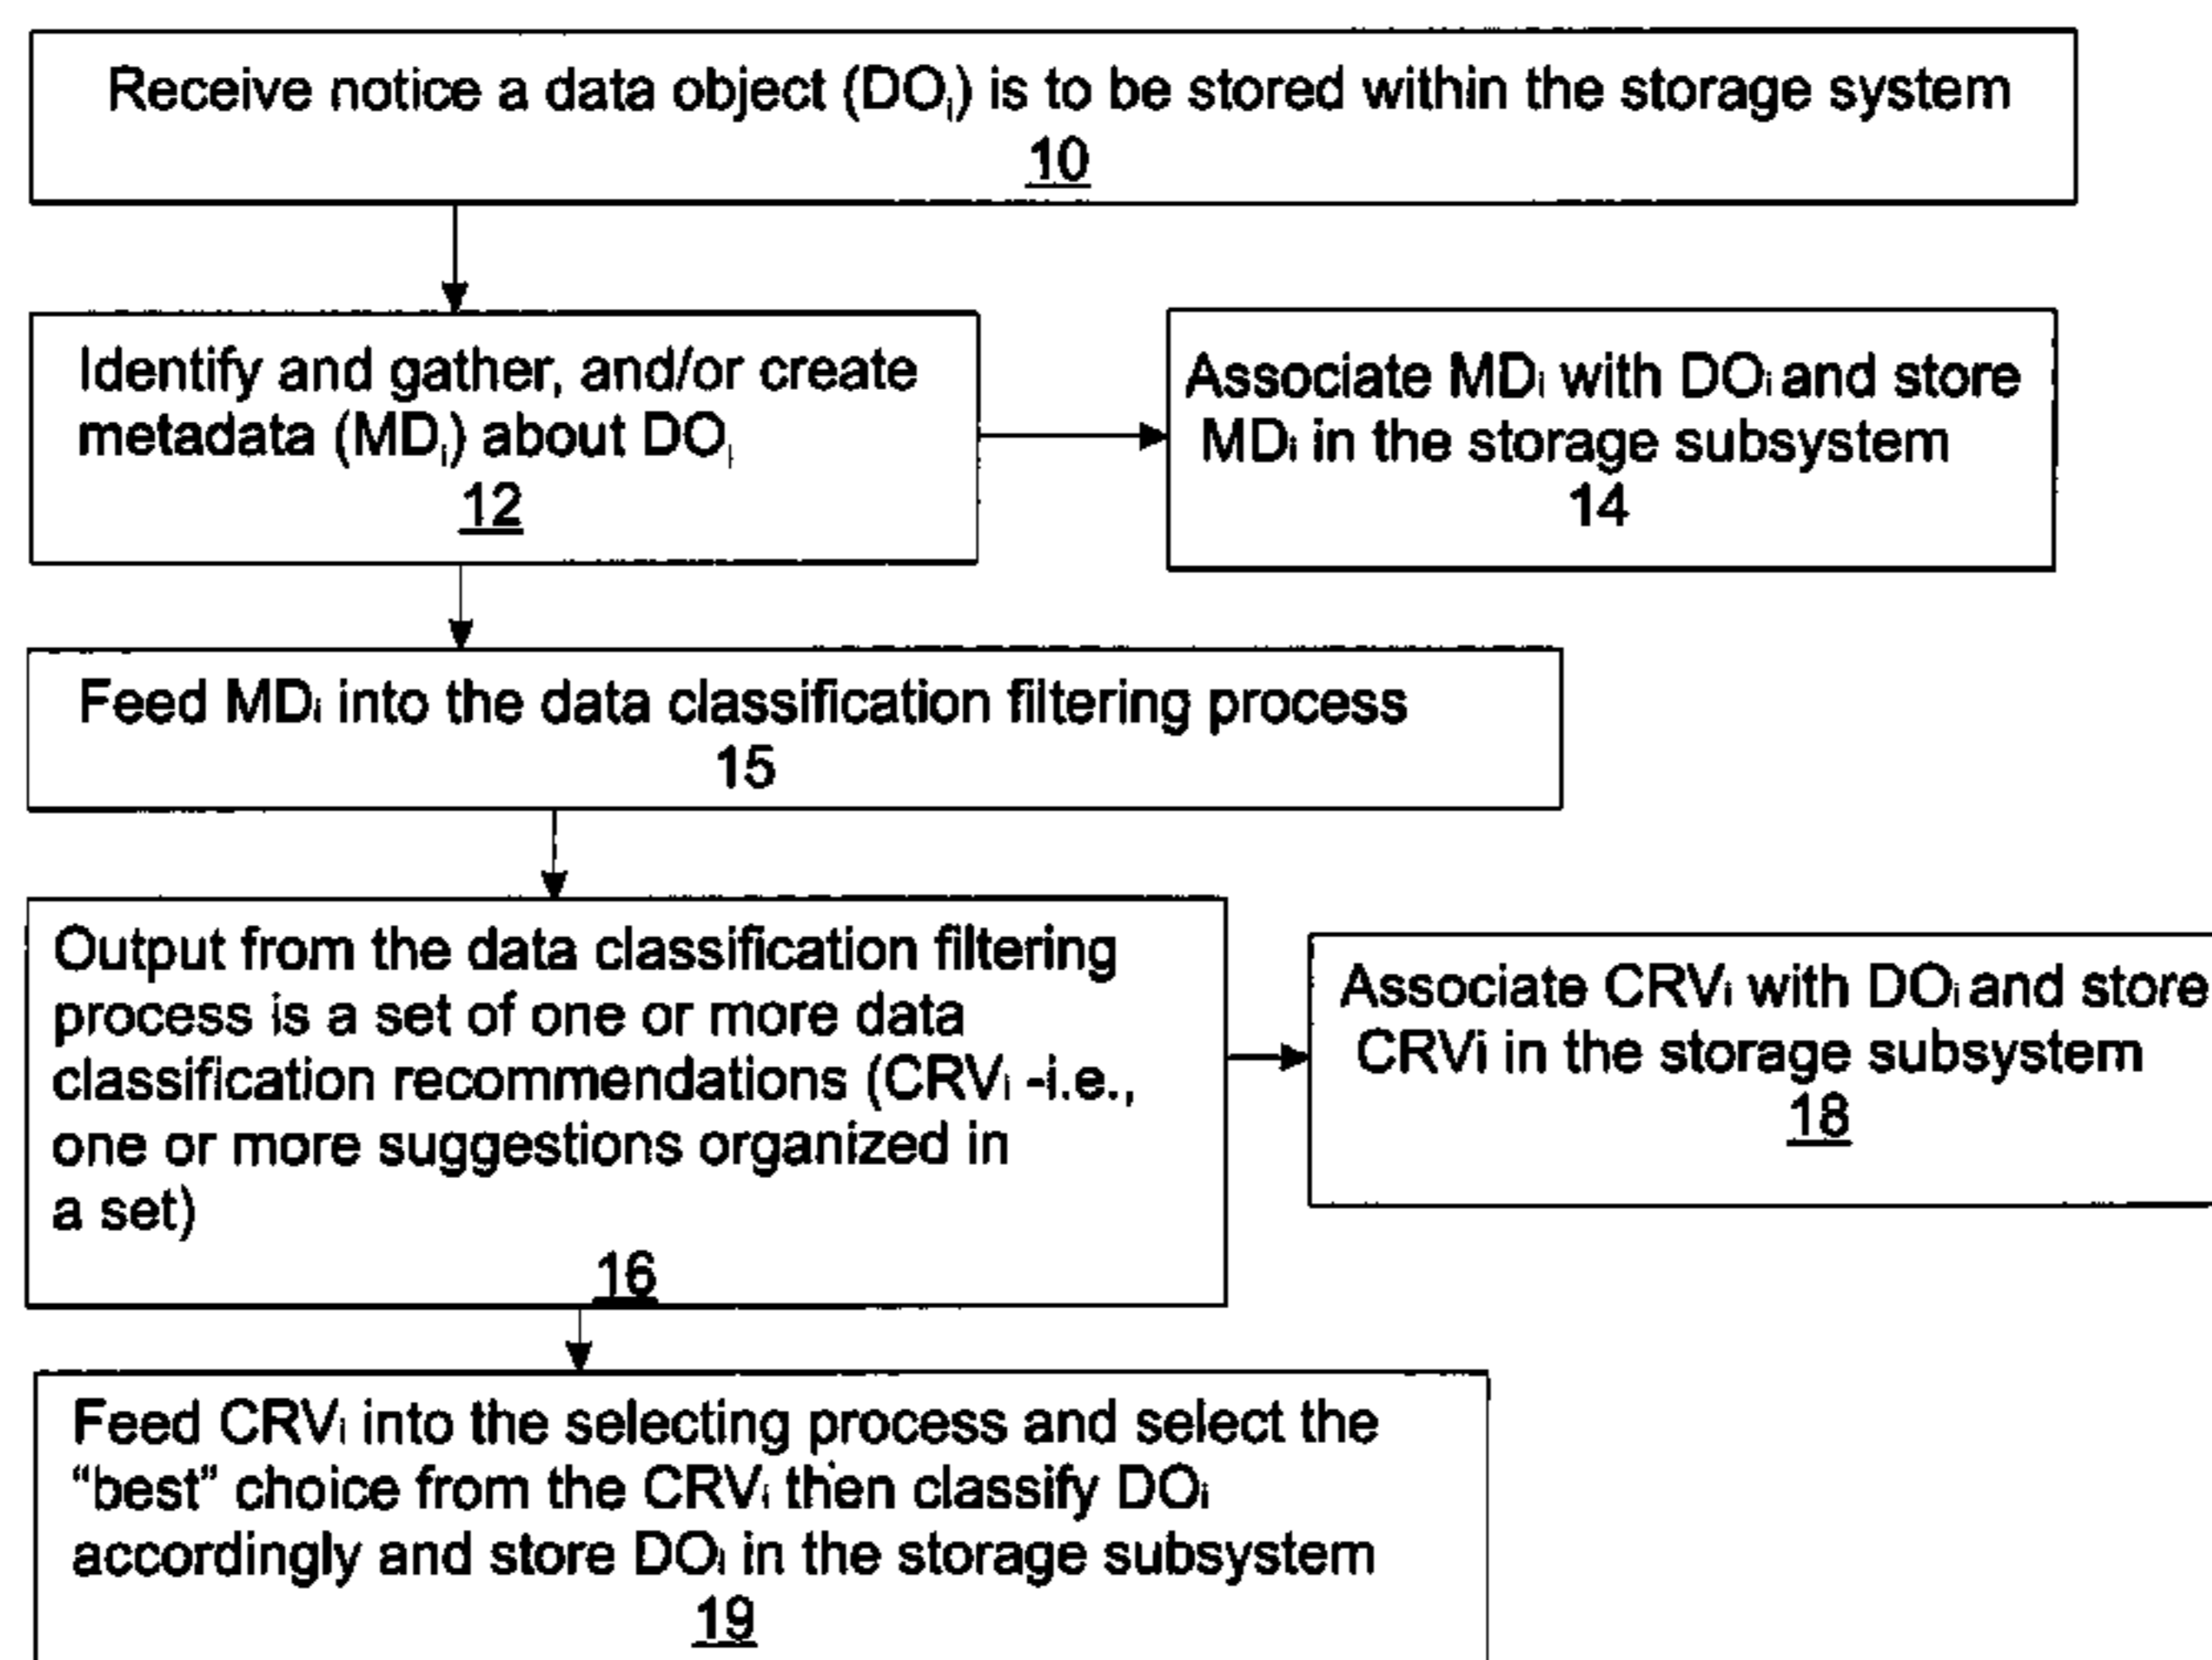 Receive notice a data object (DOi) is to be stored within the storage system
10
Identify and gather, and/or create
metadata (MDi) about DOi
12
Associate MDi with DOi and store
MDi in the storage subsystem
14
Feed MDi into the data classification filtering process
15
Output from the data classification filtering
process is a set of one or more data
classification recommendations (CRVi -i.e.,
one or more suggestions organized in
a set)
16
Associate CRVi with DOi and store
CRVi in the storage subsystem
18
Feed CRVi into the selecting process and select the
“best” choice from the CRVi then classify DOi
accordingly and store DOi in the storage subsystem
19